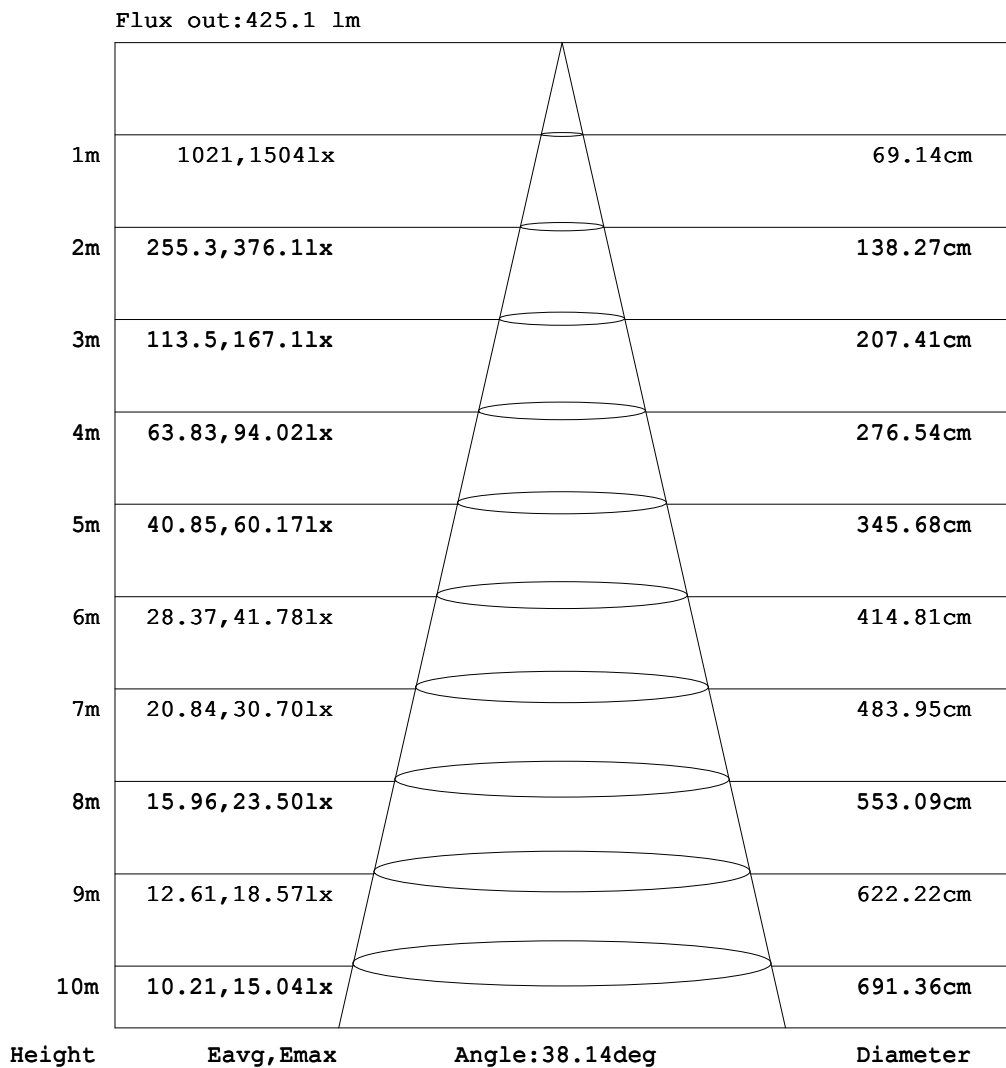 Flux out:425.1 lm
1m 1021,1504lx 69.14cm
2m 255.3,376.1lx 138.27cm
3m 113.5,167.1lx 207.41cm
4m 63.83,94.02lx 276.54cm
5m 40.85,60.17lx 345.68cm
6m 28.37,41.78lx 414.81cm
7m 20.84,30.70lx 483.95cm
8m 15.96,23.50lx 553.09cm
9m 12.61,18.57lx 622.22cm
10m 10.21,15.04lx 691.36cm
Height Eavg,Emax Angle:38.14deg Diameter